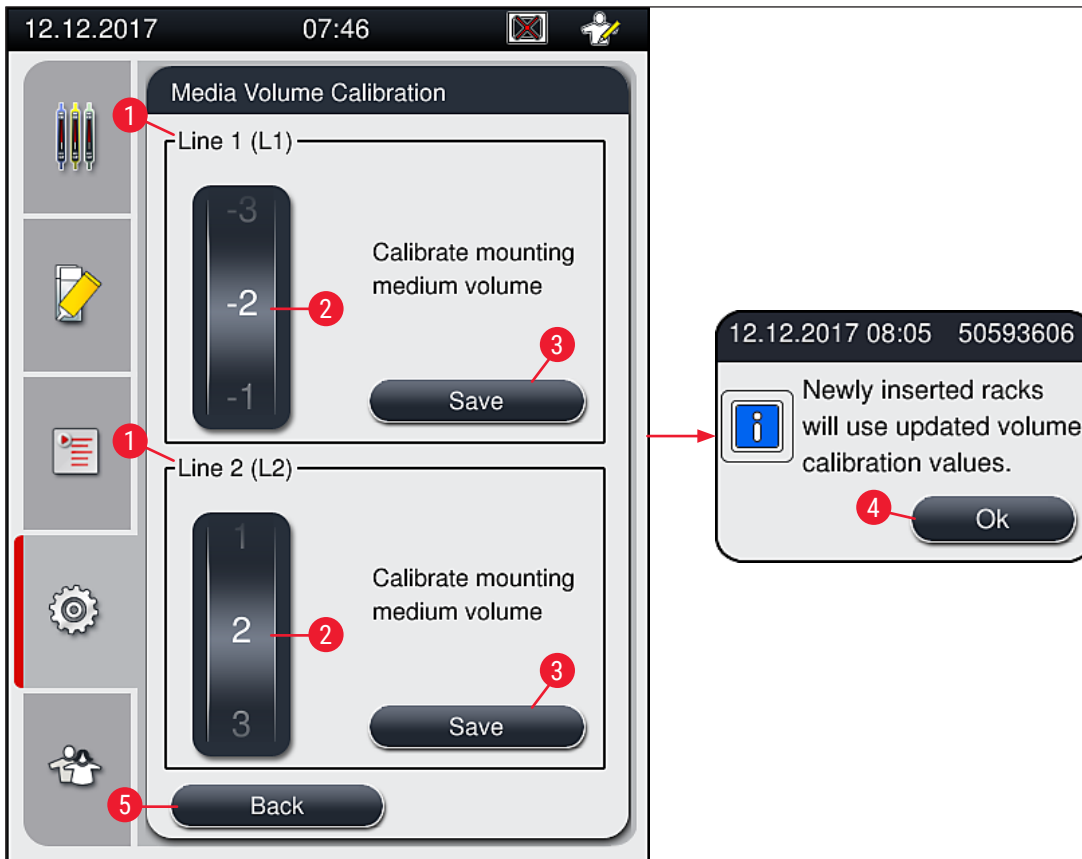 12.12.2017 07:46
Media Volume Calibration
1
Line 1 (L1)
-3
-2
-1
2
Calibrate mounting
medium volume
3
Save
1
Line 2 (L2)
1
2
3
2
Calibrate mounting
medium volume
3
Save
5
Back
12.12.2017 08:05 50593606
Newly inserted racks
will use updated volume
calibration values.
4
Ok